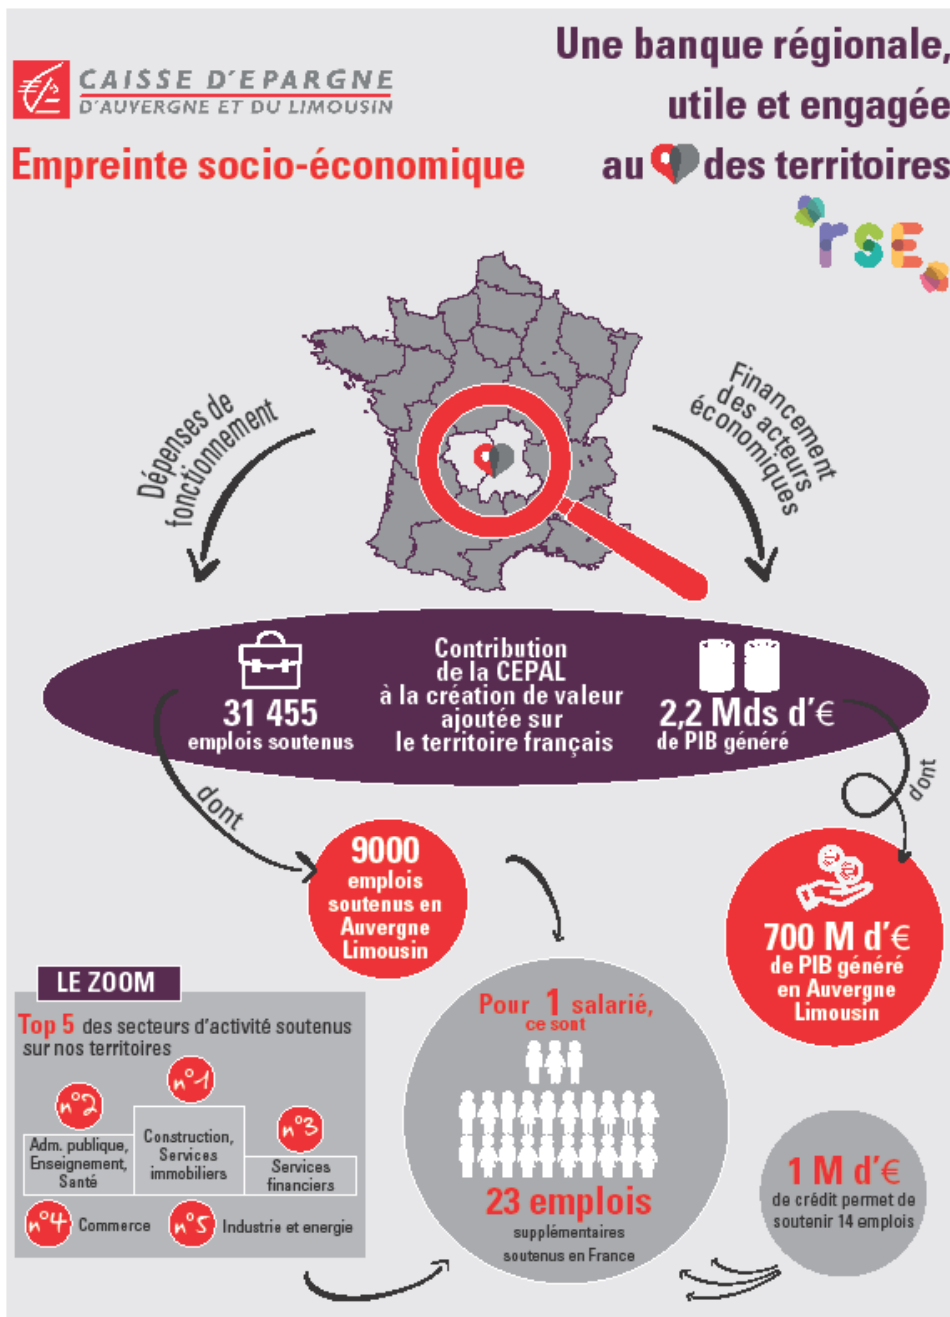 CAISSE D'EPARGNE
D'AUVERGNE ET DU LIMOUSIN
Une banque régionale,
utile et engagée
au des territoires
Empreinte socio-économique
rsE
Dépenses de
fonctionnement
Financement
des acteurs
économiques
31 455
emplois soutenus
Contribution
de la CEPAL
à la création de valeur
ajoutée sur
le territoire français
2,2 Mds d'€
de PIB généré
dont
dont
9000
emplois
soutenus en
Auvergne
Limousin
700 M d'€
de PIB généré
en Auvergne
Limousin
LE ZOOM
Top 5 des secteurs d'activité soutenus
sur nos territoires
n°1
n°2
n°3
Adm. publique,
Enseignement,
Santé
Construction,
Services
immobiliers
Services
financiers
n°4 Commerce
n°5 Industrie et energie
Pour 1 salarié,
ce sont
23 emplois
supplémentaires
soutenus en France
1 M d'€
de crédit permet de
soutenir 14 emplois